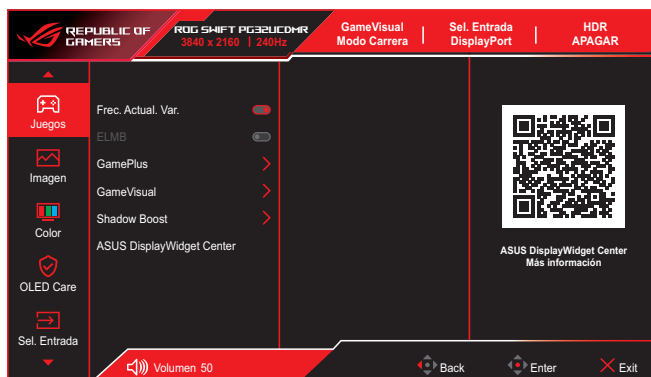 REPUBLIC OF
GAMERS
ROG SWIFT PG32UCDMR
3840 x 2160 | 240Hz
GameVisual
Modo Carrera
Sel. Entrada
DisplayPort
HDR
APAGAR
Juegos
Imagen
Color
OLED Care
Sel. Entrada
Frec. Actual. Var.
ELMB
GamePlus
GameVisual
Shadow Boost
ASUS DisplayWidget Center
ASUS DisplayWidget Center
Más información
Volumen 50
Back
Enter
Exit